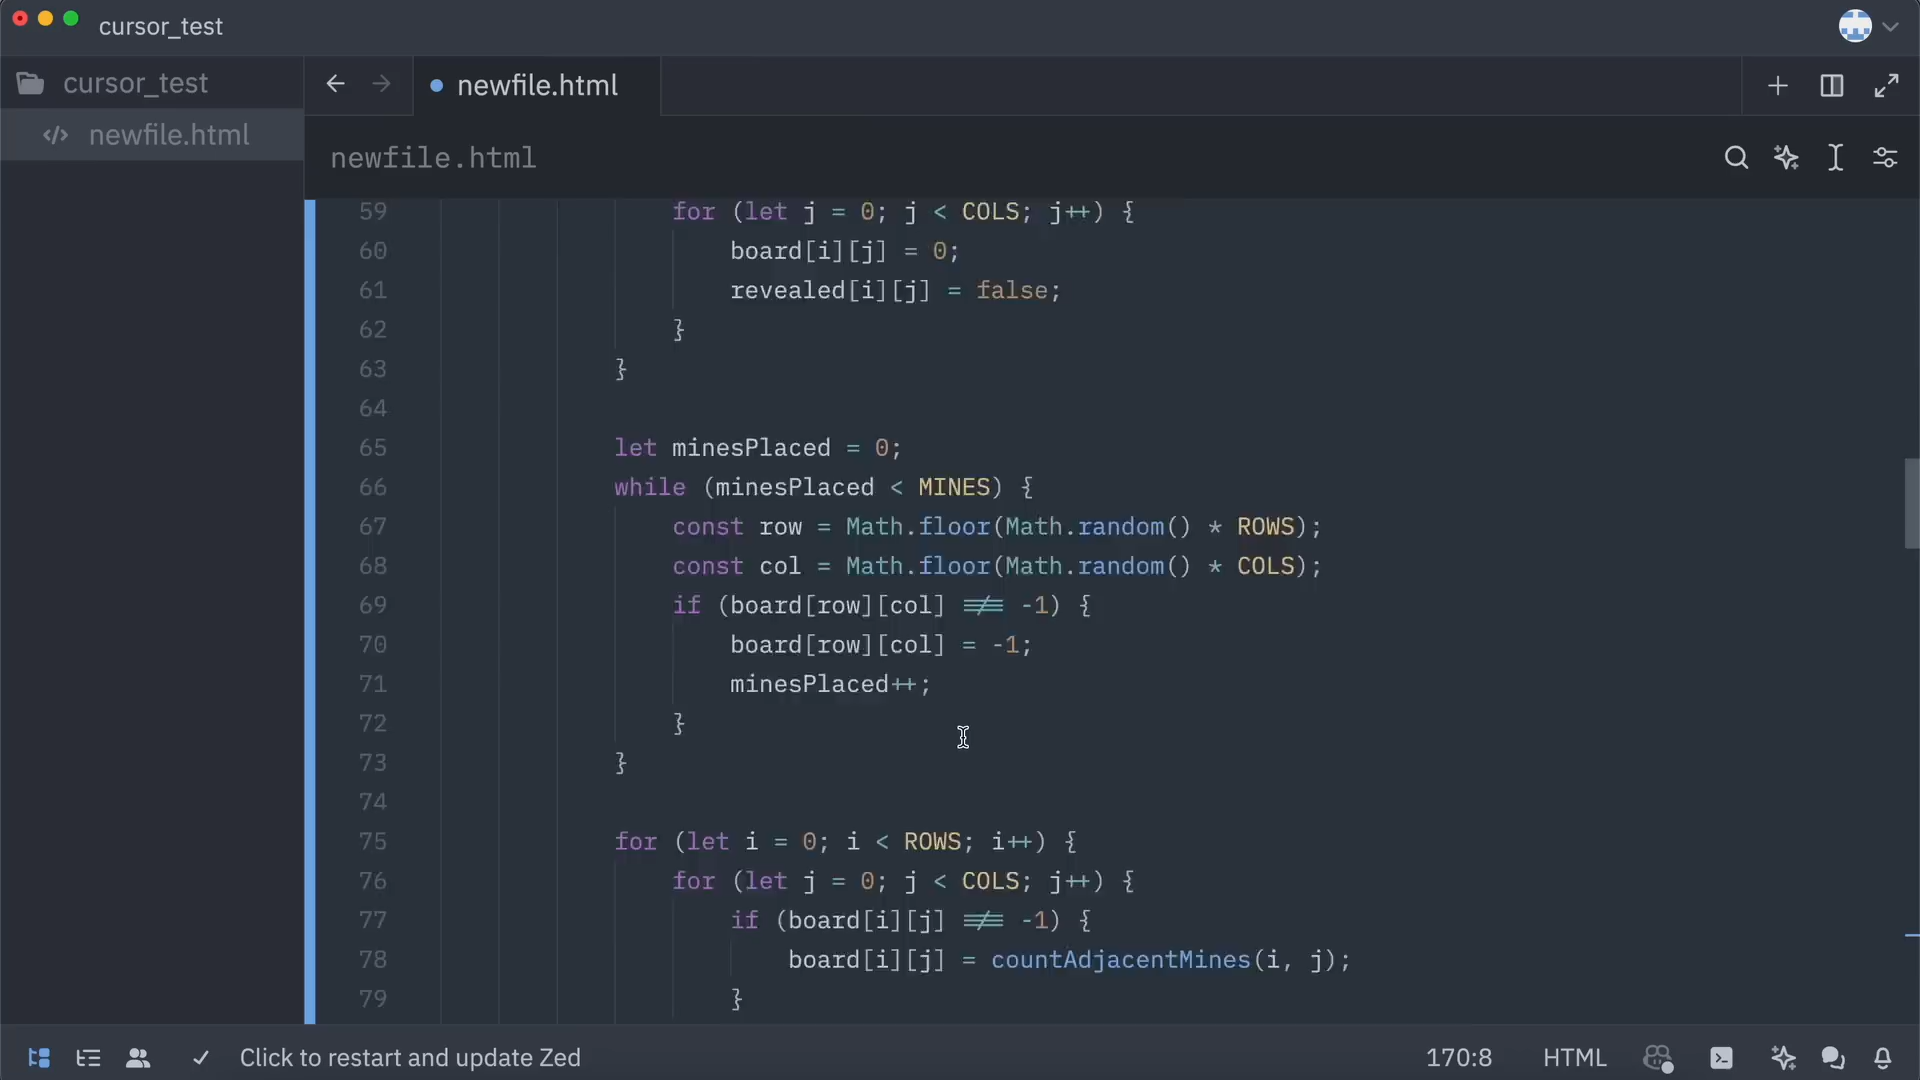 cursor_test
cursor_test
newfile.html
newfile.html
newfile.html
59 for (let j = 0; j < COLS; j++) {
60 board[i][j] = 0;
61 revealed[i][j] = false;
62 }
63 }
64
65 let minesPlaced = 0;
66 while (minesPlaced < MINES) {
67 const row = Math.floor(Math.random() * ROWS);
68 const col = Math.floor(Math.random() * COLS);
69 if (board[row][col] !== -1) {
70 board[row][col] = -1;
71 minesPlaced++;
72 }
73 }
74
75 for (let i = 0; i < ROWS; i++) {
76 for (let j = 0; j < COLS; j++) {
77 if (board[i][j] !== -1) {
78 board[i][j] = countAdjacentMines(i, j);
79 }
Click to restart and update Zed
170:8
HTML